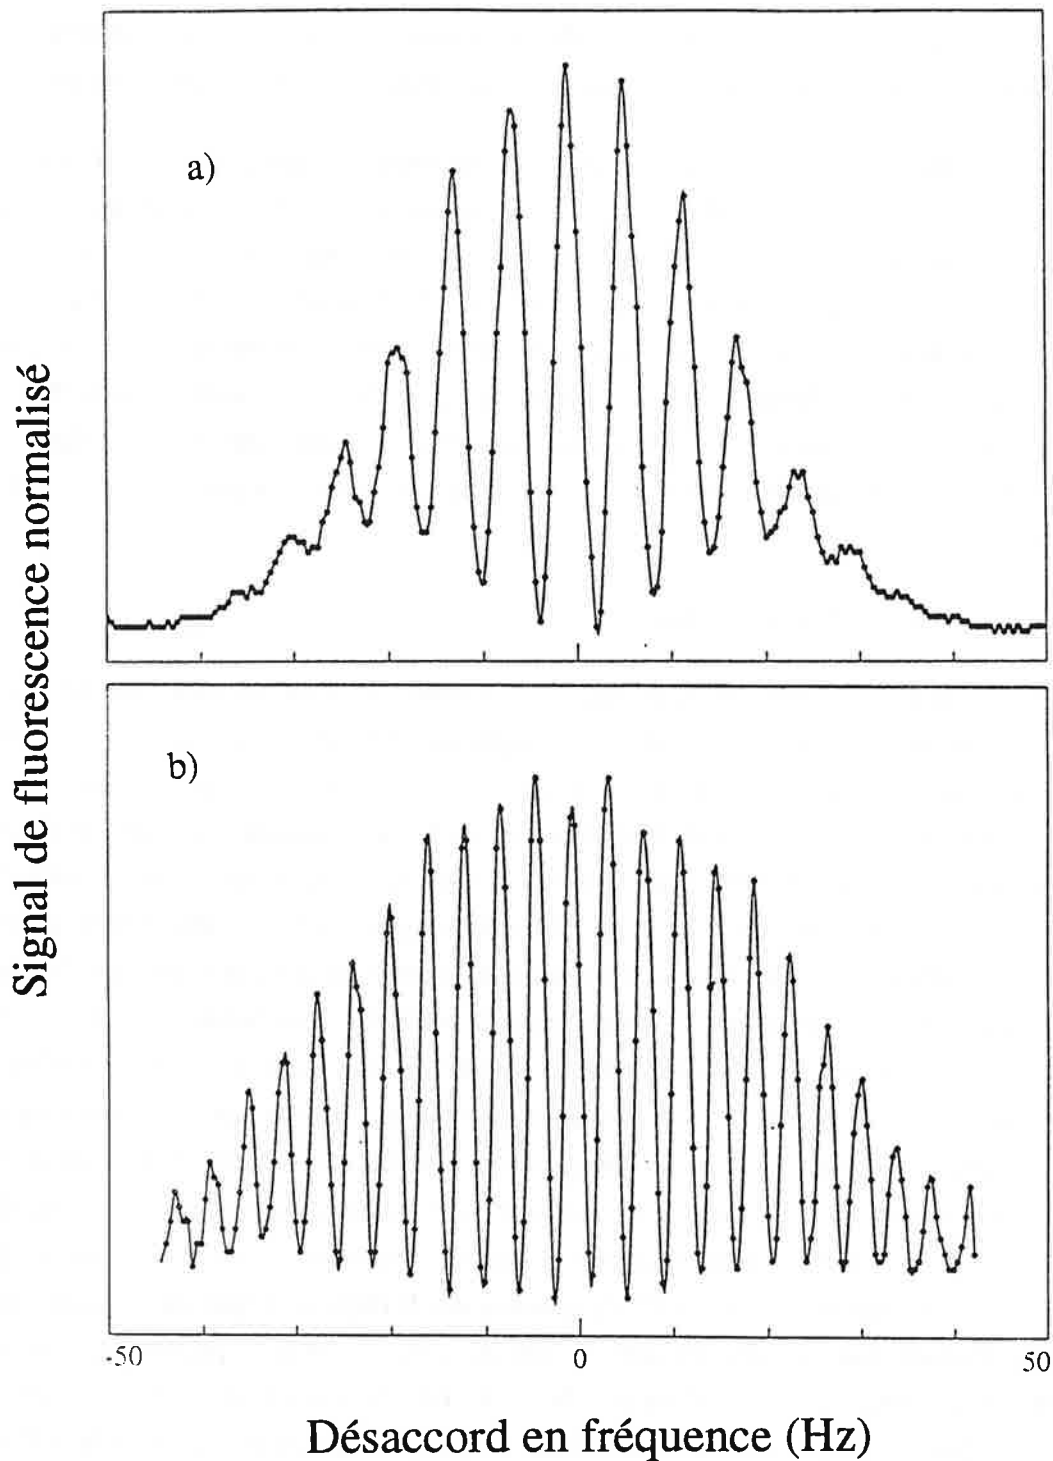 a)
Signal de fluorescence normalisé
b)
-50
0
50
Désaccord en fréquence (Hz)